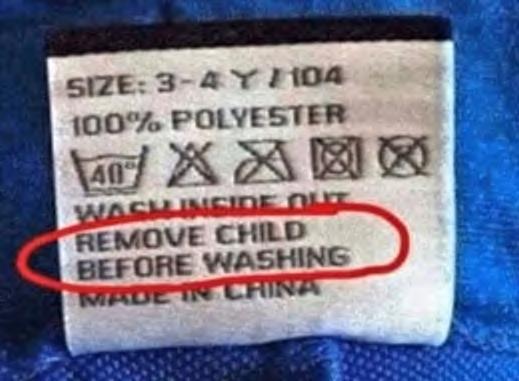 SIZE: 3-4 Y / 104
100% POLYESTER
40°
WASH INSIDE OUT
REMOVE CHILD
BEFORE WASHING
MADE IN CHINA